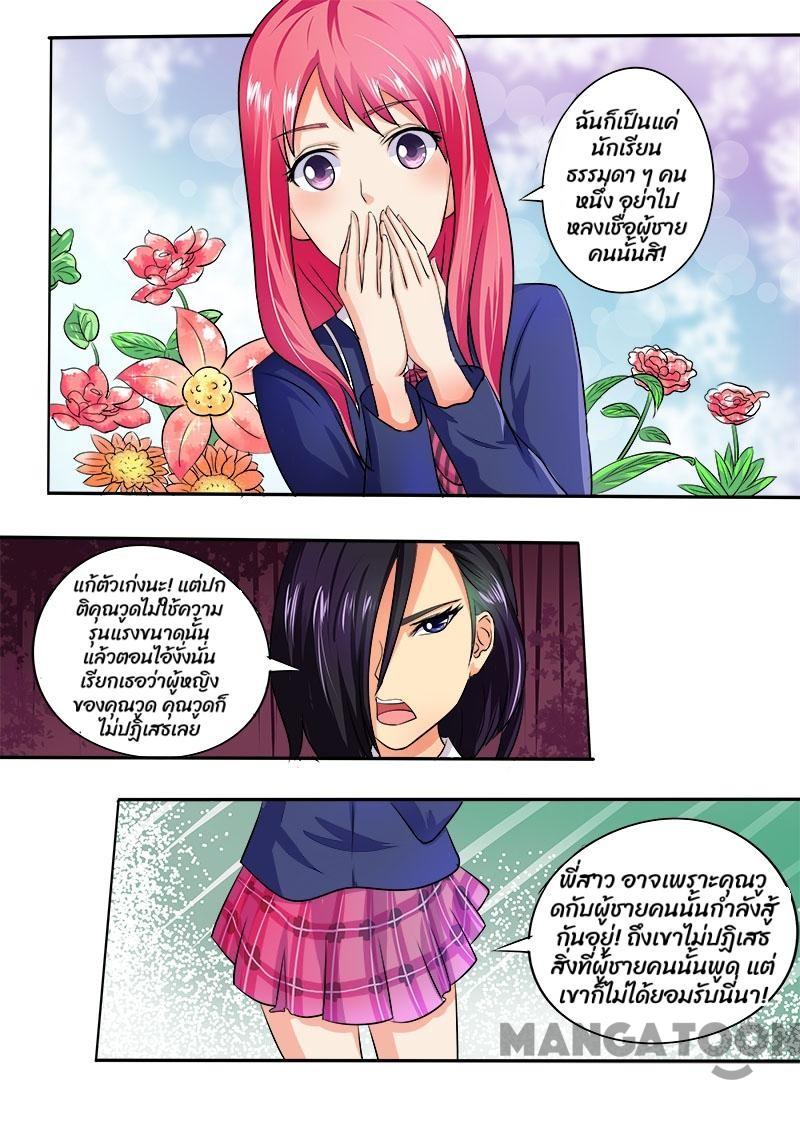 ฉันก็เป็นแค่
นักเรียน
ธรรมดา ๆ คน
หนึ่ง อย่าไป
หลงเชื่อผู้ชาย
คนนั้นสิ!
แก้ตัวเก่งนะ! แต่ปก
ติคุณวูดไม่ใช้ความ
รุนแรงขนาดนั้น
แล้วตอนไอ้งั่งนั่น
เรียกเธอว่าผู้หญิง
ของคุณวูด คุณวูดก็
ไม่ปฏิเสธเลย
พี่สาว อาจเพราะคุณวู
ดกับผู้ชายคนนั้นกำลังสู้
กันอยู่! ถึงเขาไม่ปฏิเสธ
สิ่งที่ผู้ชายคนนั้นพูด แต่
เขาก็ไม่ได้ยอมรับนี่นา!
MANGATOON